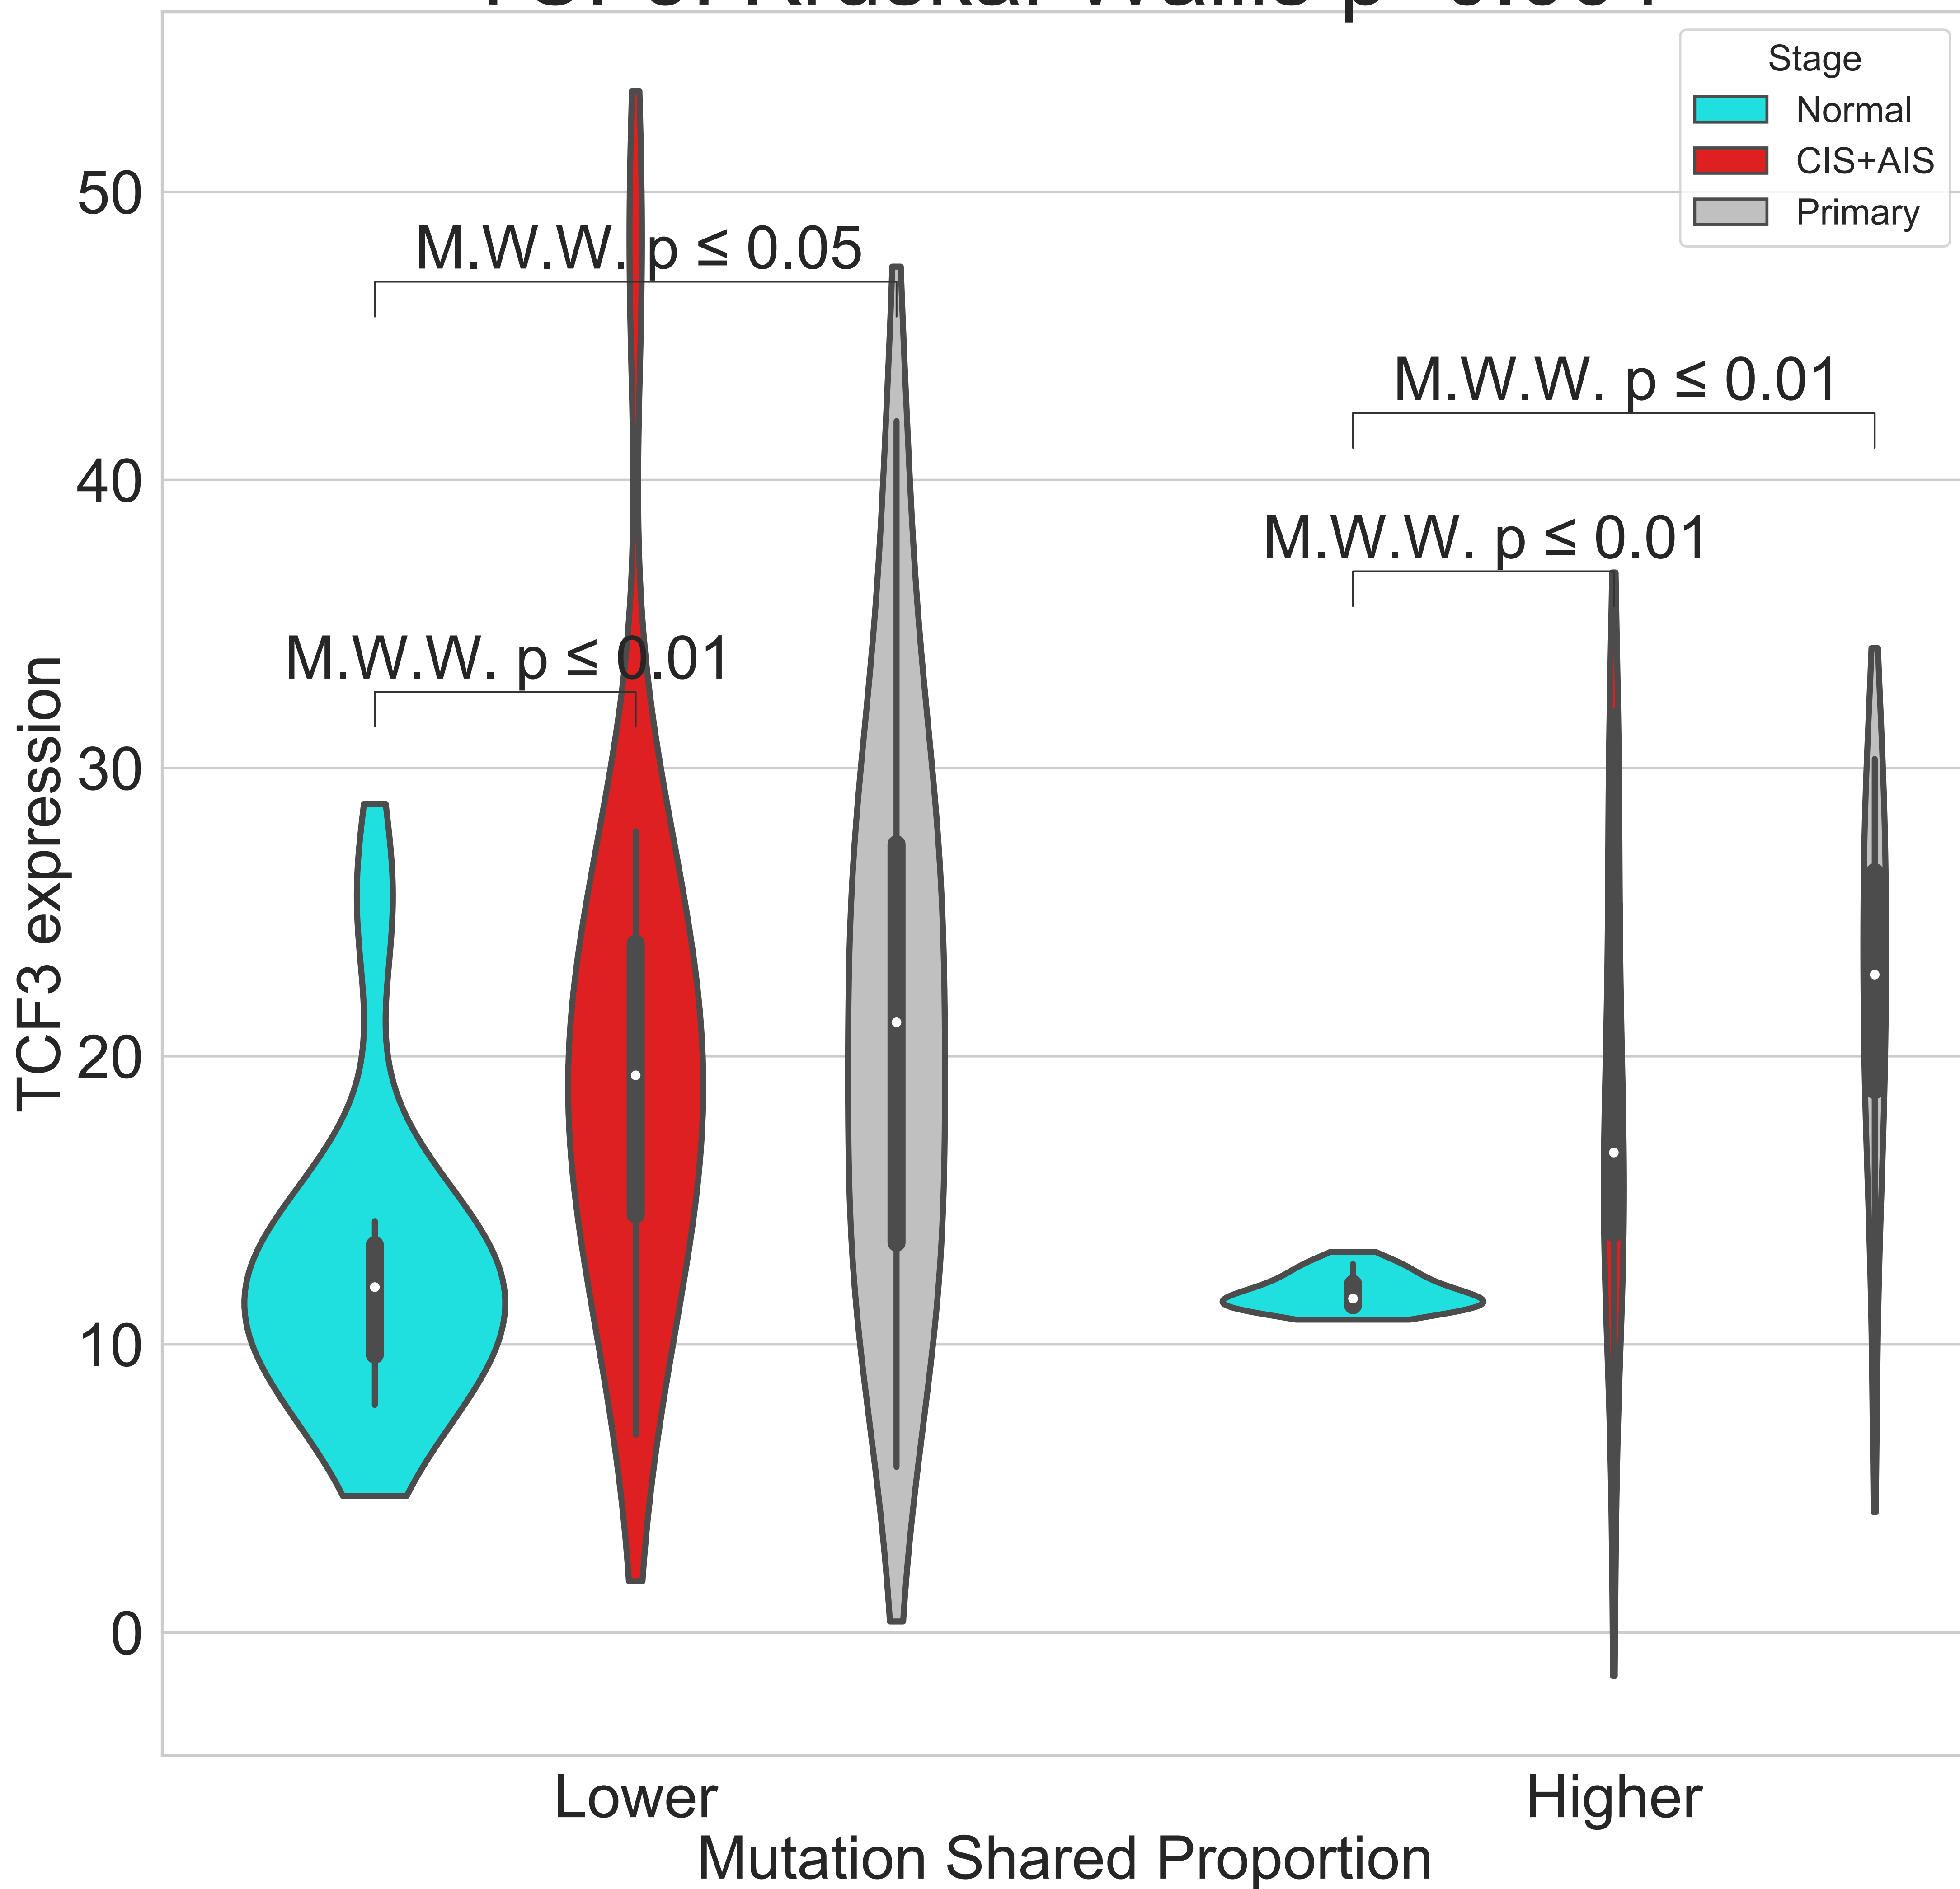 Stage
Normal
CIS+AIS
Primary
50
40
30
20
10
0
TCF3 expression
M.W.W. p ≤ 0.05
M.W.W. p ≤ 0.01
M.W.W. p ≤ 0.01
M.W.W. p ≤ 0.01
Lower
Higher
Mutation Shared Proportion